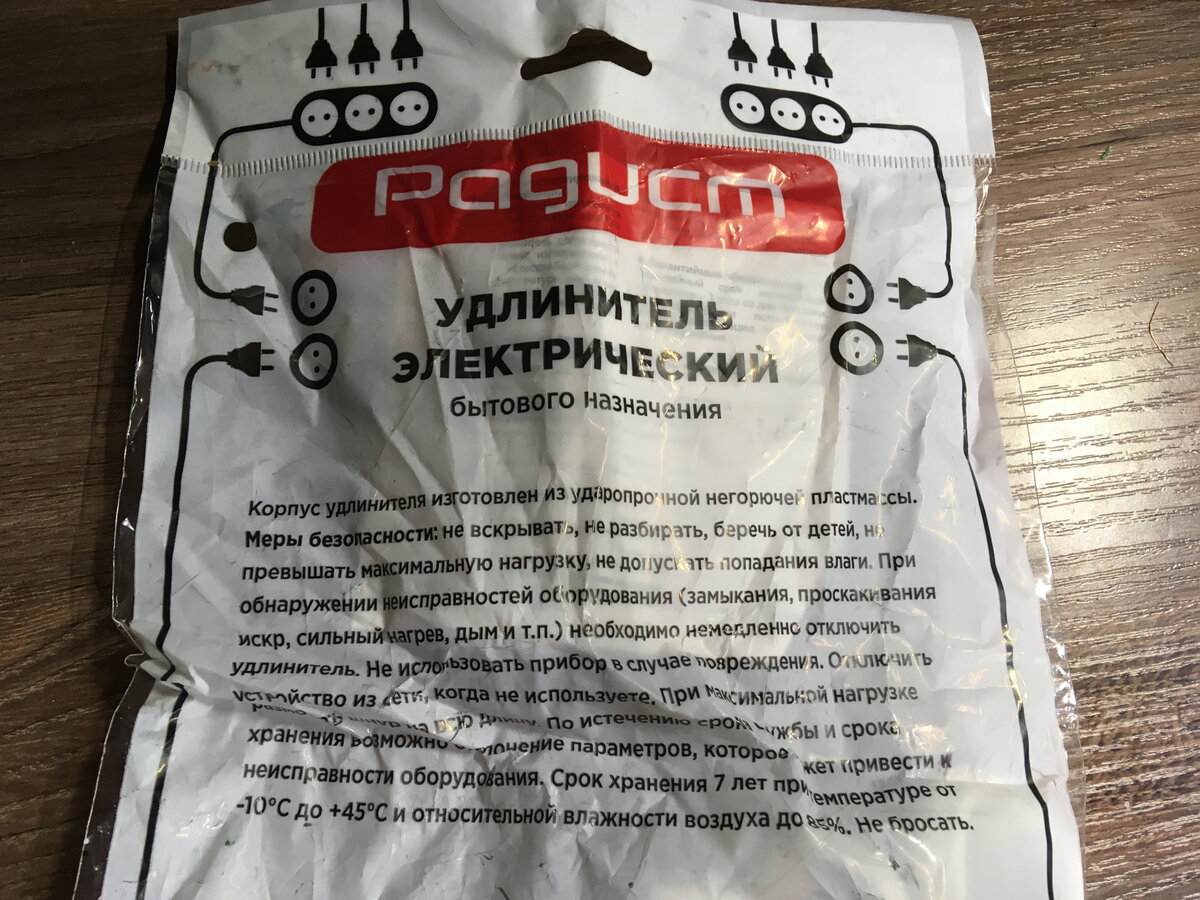 Радист
УДЛИНИТЕЛЬ
ЭЛЕКТРИЧЕСКИЙ
бытового назначения
Корпус удлинителя изготовлен из ударопрочной негорючей пластмассы.
Меры безопасности: не вскрывать, не разбирать, беречь от детей, не
превышать максимальную нагрузку, не допускать попадания влаги. При
обнаружении неисправностей оборудования (замыкания, проскакивания
искр, сильный нагрев, дым и т.п.) необходимо немедленно отключить
удлинитель. Не использовать прибор в случае повреждения. Отключить
устройство из сети, когда не используете. При максимальной нагрузке
на всю длину. По истечению срока службы и срока
хранения возможно параметров, которое может привести к
неисправности оборудования. Срок хранения 7 лет при температуре от
-10°C до +45°C и относительной влажности воздуха до 85%. Не бросать.